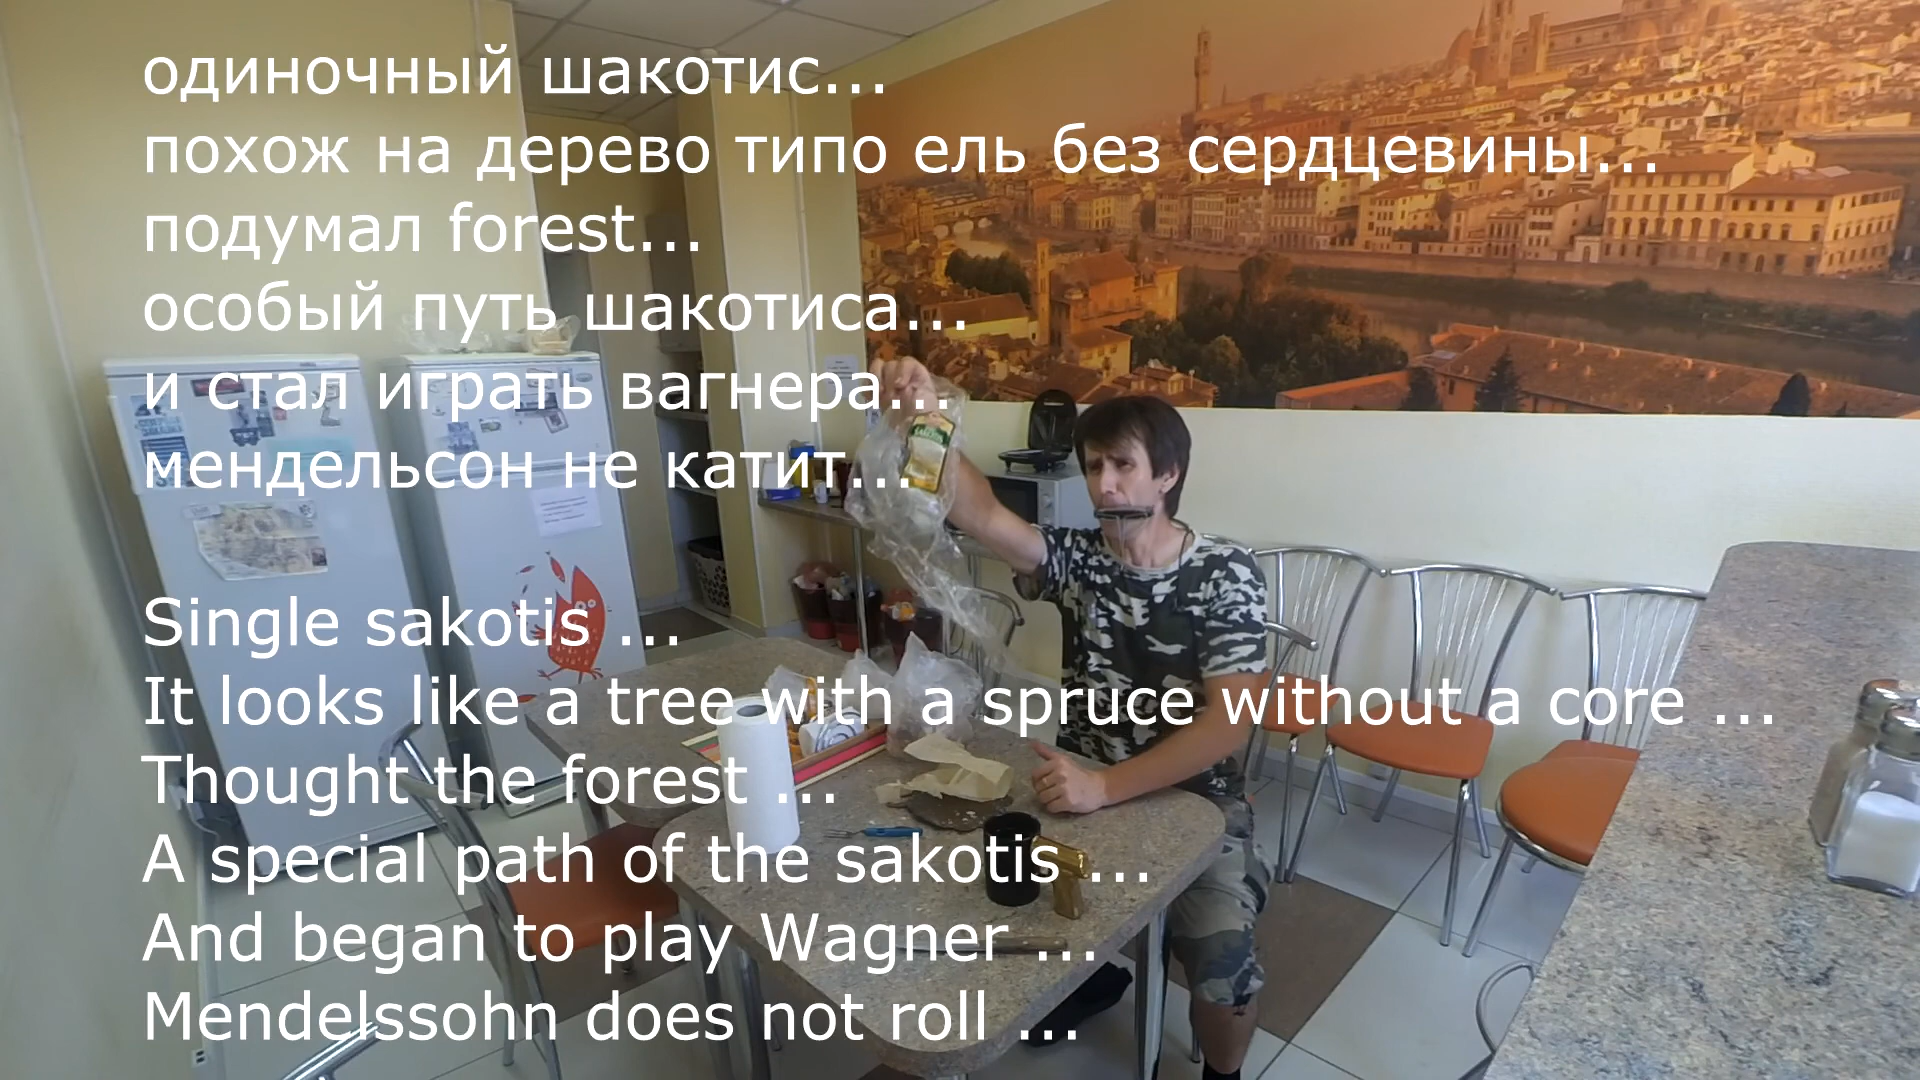 одиночный шакотис...
похож на дерево типо ель без сердцевины...
подумал forest...
особый путь шакотиса...
и стал играть вагнера...
мендельсон не катит...
Single sakotis ...
It looks like a tree with a spruce without a core ...
Thought the forest ...
A special path of the sakotis ...
And began to play Wagner ...
Mendelssohn does not roll ...